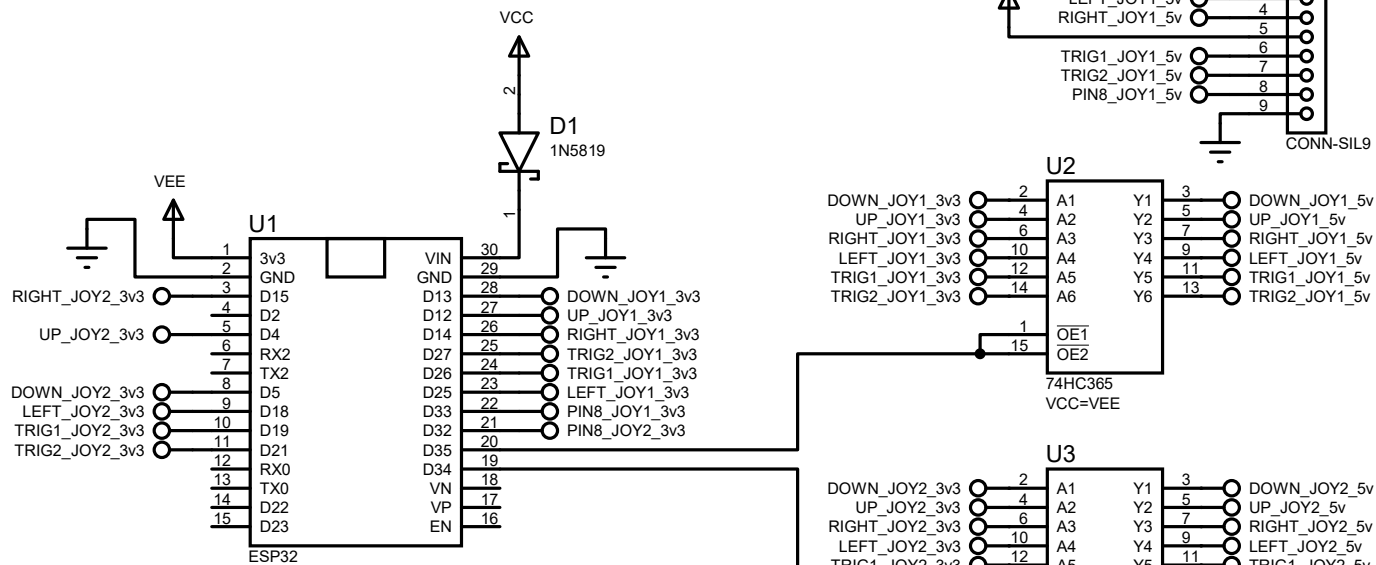 VCC
2
D1
1N5819
1
VEE
U1
1 3v3 VIN 30
2 GND GND 29
RIGHT_JOY2_3v3 3 D15 D13 28 DOWN_JOY1_3v3
4 D2 D12 27 UP_JOY1_3v3
UP_JOY2_3v3 5 D4 D14 26 RIGHT_JOY1_3v3
6 RX2 D27 25 TRIG2_JOY1_3v3
7 TX2 D26 24 TRIG1_JOY1_3v3
DOWN_JOY2_3v3 8 D5 D25 23 LEFT_JOY1_3v3
LEFT_JOY2_3v3 9 D18 D33 22 PIN8_JOY1_3v3
TRIG1_JOY2_3v3 10 D19 D32 21 PIN8_JOY2_3v3
TRIG2_JOY2_3v3 11 D21 D35 20
12 RX0 D34 19
13 TX0 VN 18
14 D22 VP 17
15 D23 EN 16
ESP32
LEFT_JOY1_5v
RIGHT_JOY1_5v 4
5
TRIG1_JOY1_5v 6
TRIG2_JOY1_5v 7
PIN8_JOY1_5v 8
9
CONN-SIL9
U2
DOWN_JOY1_3v3 2 A1 Y1 3 DOWN_JOY1_5v
UP_JOY1_3v3 4 A2 Y2 5 UP_JOY1_5v
RIGHT_JOY1_3v3 6 A3 Y3 7 RIGHT_JOY1_5v
LEFT_JOY1_3v3 10 A4 Y4 9 LEFT_JOY1_5v
TRIG1_JOY1_3v3 12 A5 Y5 11 TRIG1_JOY1_5v
TRIG2_JOY1_3v3 14 A6 Y6 13 TRIG2_JOY1_5v
1 OE1
15 OE2
74HC365
VCC=VEE
U3
DOWN_JOY2_3v3 2 A1 Y1 3 DOWN_JOY2_5v
UP_JOY2_3v3 4 A2 Y2 5 UP_JOY2_5v
RIGHT_JOY2_3v3 6 A3 Y3 7 RIGHT_JOY2_5v
LEFT_JOY2_3v3 10 A4 Y4 9 LEFT_JOY2_5v
TRIG1_JOY2_3v3 12 A5 Y5 11 TRIG1_JOY2_5v